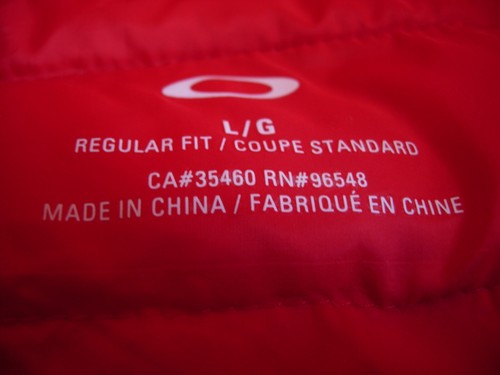 L/G
REGULAR FIT / COUPE STANDARD
CA#35460 RN#96548
MADE IN CHINA / FABRIQUÉ EN CHINE